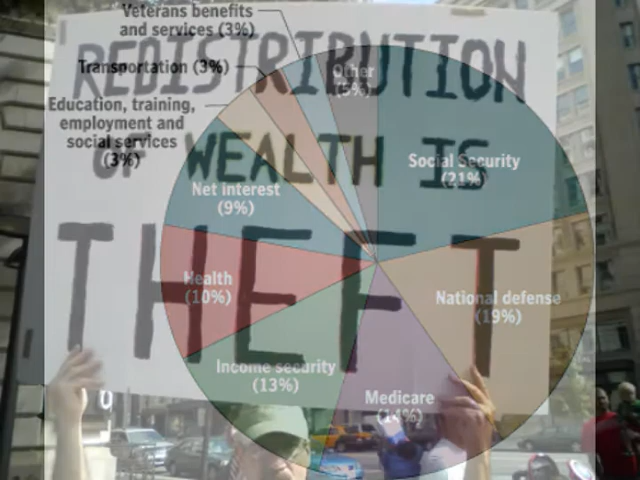 Veterans benefits
and services (3%)
Transportation (3%)
Education, training,
employment and
social services
(3%)
Other
(5%)
Social Security
(21%)
National defense
(19%)
Medicare
(14%)
Income security
(13%)
Health
(10%)
Net interest
(9%)
REDISTRIBUTION
OF WEALTH IS
THEFT